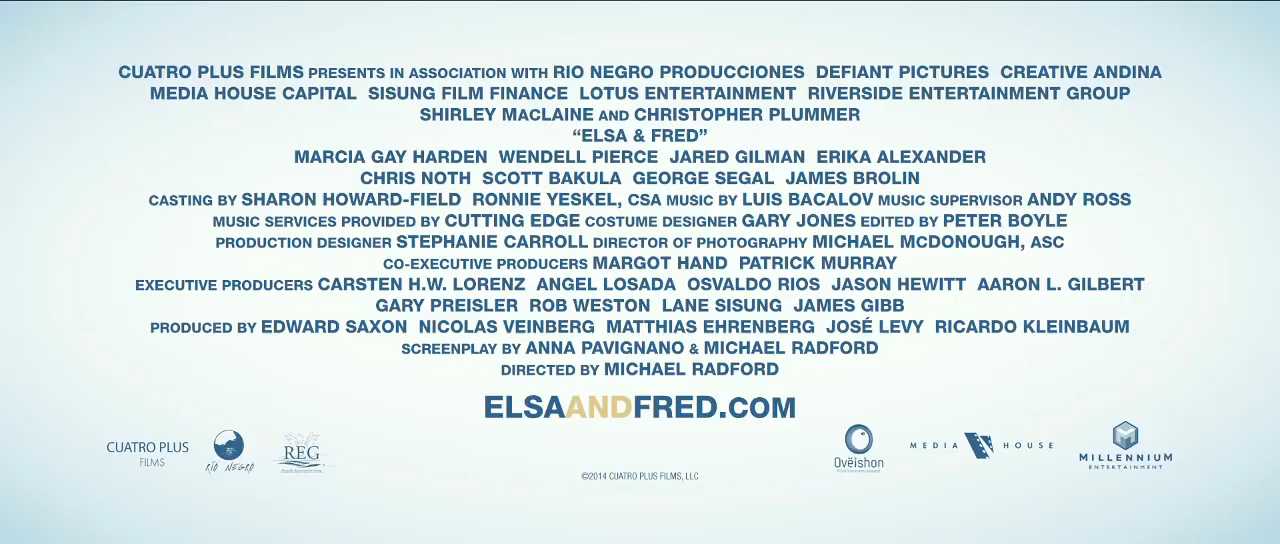 CUATRO PLUS FILMS PRESENTS IN ASSOCIATION WITH RIO NEGRO PRODUCCIONES DEFIANT PICTURES CREATIVE ANDINA
MEDIA HOUSE CAPITAL SISUNG FILM FINANCE LOTUS ENTERTAINMENT RIVERSIDE ENTERTAINMENT GROUP
SHIRLEY MACLAINE AND CHRISTOPHER PLUMMER
“ELSA & FRED”
MARCIA GAY HARDEN WENDELL PIERCE JARED GILMAN ERIKA ALEXANDER
CHRIS NOTH SCOTT BAKULA GEORGE SEGAL JAMES BROLIN
CASTING BY SHARON HOWARD-FIELD RONNIE YESKEL, CSA MUSIC BY LUIS BACALOV MUSIC SUPERVISOR ANDY ROSS
MUSIC SERVICES PROVIDED BY CUTTING EDGE COSTUME DESIGNER GARY JONES EDITED BY PETER BOYLE
PRODUCTION DESIGNER STEPHANIE CARROLL DIRECTOR OF PHOTOGRAPHY MICHAEL MCDONOUGH, ASC
CO-EXECUTIVE PRODUCERS MARGOT HAND PATRICK MURRAY
EXECUTIVE PRODUCERS CARSTEN H.W. LORENZ ANGEL LOSADA OSVALDO RIOS JASON HEWITT AARON L. GILBERT
GARY PREISLER ROB WESTON LANE SISUNG JAMES GIBB
PRODUCED BY EDWARD SAXON NICOLAS VEINBERG MATTHIAS EHRENBERG JOSÉ LEVY RICARDO KLEINBAUM
SCREENPLAY BY ANNA PAVIGNANO & MICHAEL RADFORD
DIRECTED BY MICHAEL RADFORD
ELSAANDFRED.COM
CUATRO PLUS
FILMS
RÍO NEGRO
REG
Ovëishon
MEDIA HOUSE
MILLENNIUM
ENTERTAINMENT
©2014 CUATRO PLUS FILMS, LLC